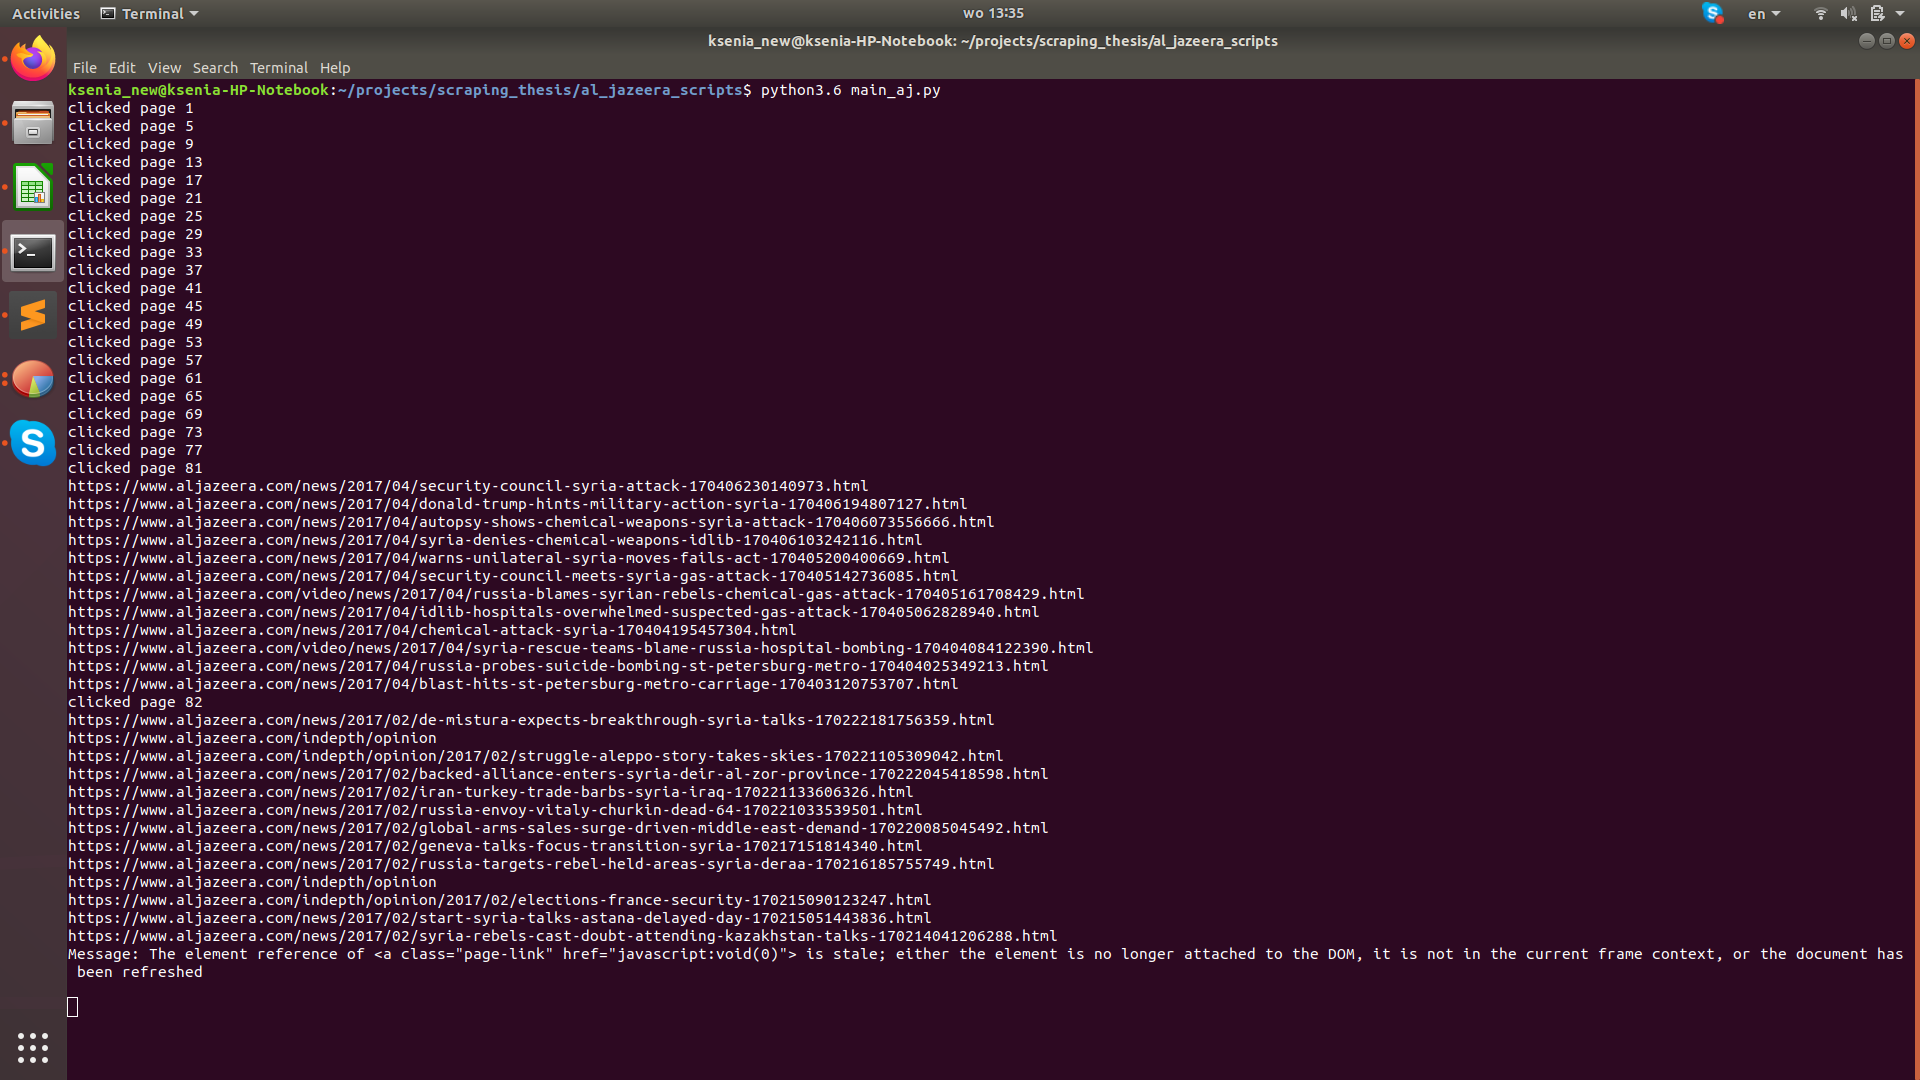 Activities Terminal wo 13:35 en
ksenia_new@ksenia-HP-Notebook: ~/projects/scraping_thesis/al_jazeera_scripts
File Edit View Search Terminal Help
ksenia_new@ksenia-HP-Notebook:~/projects/scraping_thesis/al_jazeera_scripts$ python3.6 main_aj.py
clicked page 1
clicked page 5
clicked page 9
clicked page 13
clicked page 17
clicked page 21
clicked page 25
clicked page 29
clicked page 33
clicked page 37
clicked page 41
clicked page 45
clicked page 49
clicked page 53
clicked page 57
clicked page 61
clicked page 65
clicked page 69
clicked page 73
clicked page 77
clicked page 81
https://www.aljazeera.com/news/2017/04/security-council-syria-attack-170406230140973.html
https://www.aljazeera.com/news/2017/04/donald-trump-hints-military-action-syria-170406194807127.html
https://www.aljazeera.com/news/2017/04/autopsy-shows-chemical-weapons-syria-attack-170406073556666.html
https://www.aljazeera.com/news/2017/04/syria-denies-chemical-weapons-idlib-170406103242116.html
https://www.aljazeera.com/news/2017/04/warns-unilateral-syria-moves-fails-act-170405200400669.html
https://www.aljazeera.com/news/2017/04/security-council-meets-syria-gas-attack-170405142736085.html
https://www.aljazeera.com/video/news/2017/04/russia-blames-syrian-rebels-chemical-gas-attack-170405161708429.html
https://www.aljazeera.com/news/2017/04/idlib-hospitals-overwhelmed-suspected-gas-attack-170405062828940.html
https://www.aljazeera.com/news/2017/04/chemical-attack-syria-170404195457304.html
https://www.aljazeera.com/video/news/2017/04/syria-rescue-teams-blame-russia-hospital-bombing-170404084122390.html
https://www.aljazeera.com/news/2017/04/russia-probes-suicide-bombing-st-petersburg-metro-170404025349213.html
https://www.aljazeera.com/news/2017/04/blast-hits-st-petersburg-metro-carriage-170403120753707.html
clicked page 82
https://www.aljazeera.com/news/2017/02/de-mistura-expects-breakthrough-syria-talks-170222181756359.html
https://www.aljazeera.com/indepth/opinion
https://www.aljazeera.com/indepth/opinion/2017/02/struggle-aleppo-story-takes-skies-170221105309042.html
https://www.aljazeera.com/news/2017/02/backed-alliance-enters-syria-deir-al-zor-province-170222045418598.html
https://www.aljazeera.com/news/2017/02/iran-turkey-trade-barbs-syria-iraq-170221133606326.html
https://www.aljazeera.com/news/2017/02/russia-envoy-vitaly-churkin-dead-64-170221033539501.html
https://www.aljazeera.com/news/2017/02/global-arms-sales-surge-driven-middle-east-demand-170220085045492.html
https://www.aljazeera.com/news/2017/02/geneva-talks-focus-transition-syria-170217151814340.html
https://www.aljazeera.com/news/2017/02/russia-targets-rebel-held-areas-syria-deraa-170216185755749.html
https://www.aljazeera.com/indepth/opinion
https://www.aljazeera.com/indepth/opinion/2017/02/elections-france-security-170215090123247.html
https://www.aljazeera.com/news/2017/02/start-syria-talks-astana-delayed-day-170215051443836.html
https://www.aljazeera.com/news/2017/02/syria-rebels-cast-doubt-attending-kazakhstan-talks-170214041206288.html
Message: The element reference of <a class="page-link" href="javascript:void(0)"> is stale; either the element is no longer attached to the DOM, it is not in the current frame context, or the document has
 been refreshed